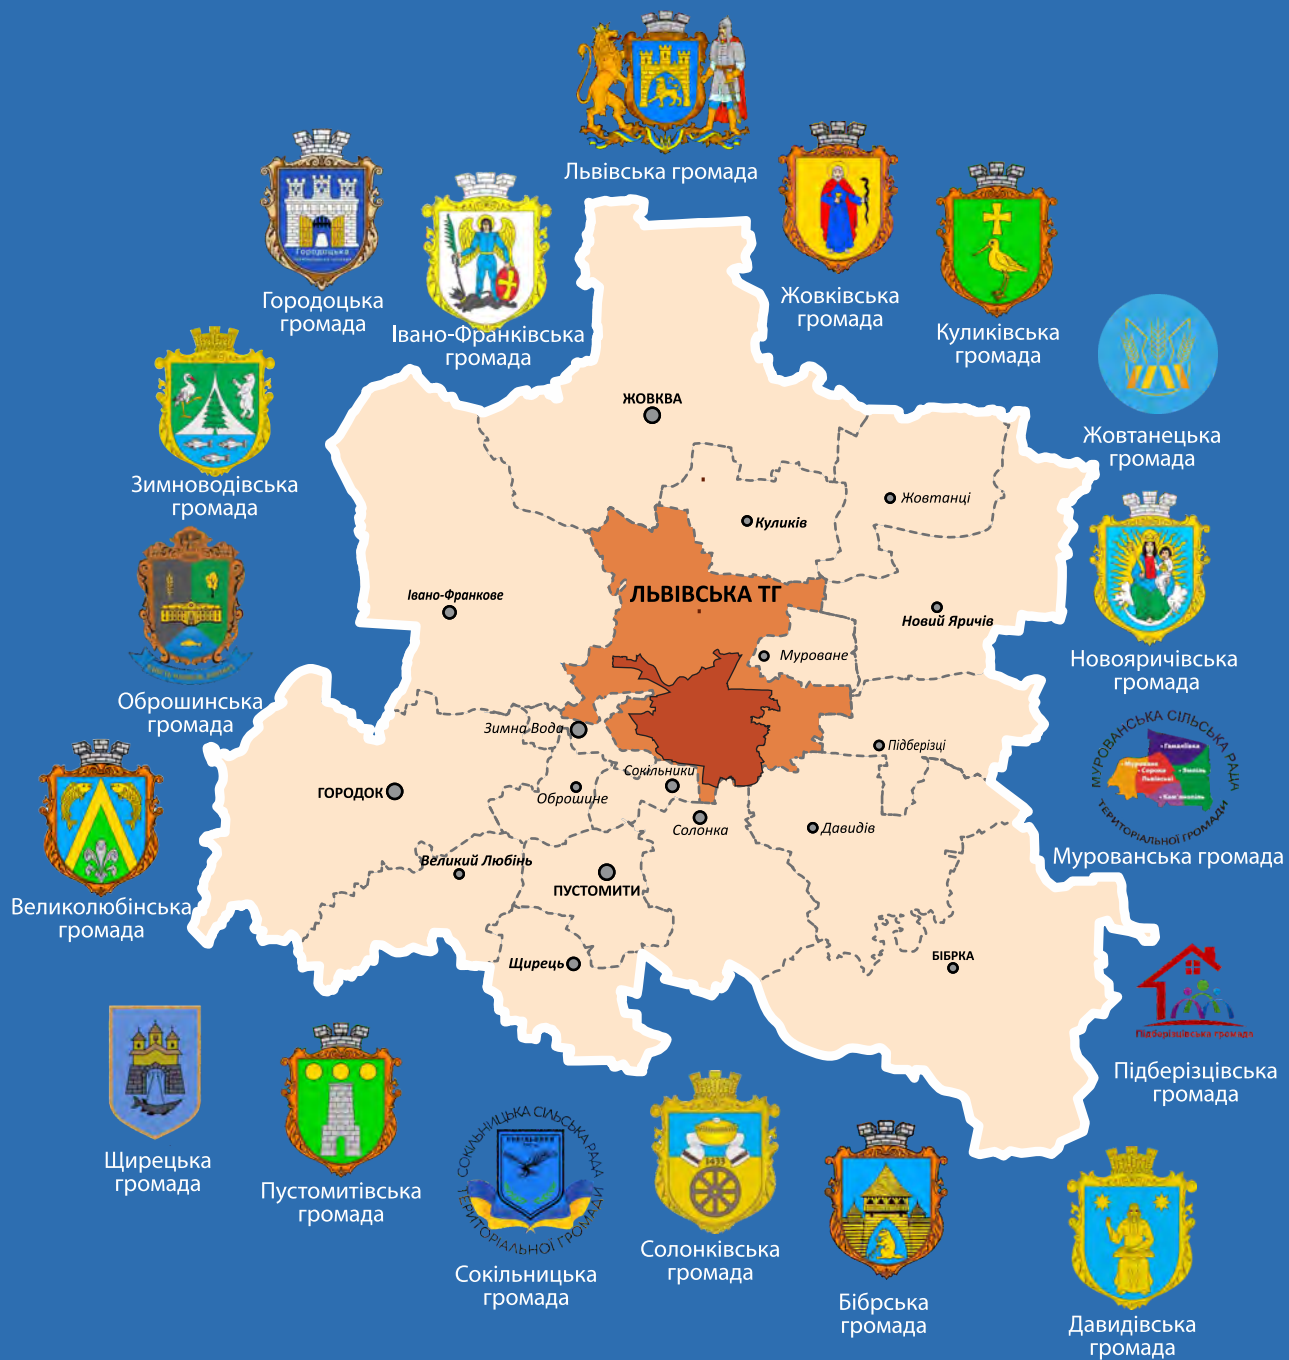 Львівська громада
Городоцька
громада
Городоцька
Івано-Франківська
громада
Жовківська
громада
Куликівська
громада
Жовтанецька
громада
Зимноводівська
громада
Оброшинська
громада
Новояричівська
громада
Великолюбінська
громада
МУРОВАНСЬКА СІЛЬСЬКА РАДА
ТЕРИТОРІАЛЬНОЇ ГРОМАДИ
Мурованська громада
Підберізцівська громада
Підберізцівська
громада
Щирецька
громада
Пустомитівська
громада
СОКІЛЬНИЦЬКА СІЛЬСЬКА РАДА
ТЕРИТОРІАЛЬНОЇ ГРОМАДИ
Сокільницька
громада
1433
Солонківська
громада
Бібрська
громада
Давидівська
громада
ЖОВКВА
Жовтанці
Куликів
ЛЬВІВСЬКА ТГ
Івано-Франкове
Новий Яричів
Муроване
Зимна Вода
Підберізці
Сокільники
ГОРОДОК
Оброшине
Солонка
Давидів
Великий Любінь
ПУСТОМИТИ
Щирець
БІБРКА